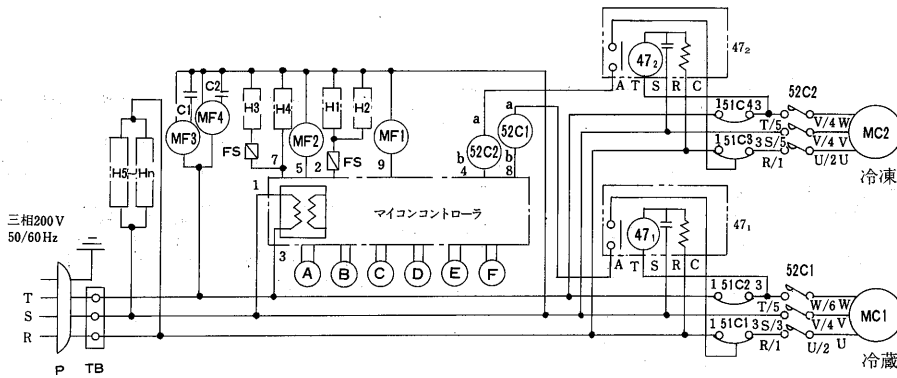 47₂
47₂
A T S R C
52C2
1 51C4 3
T/5
V/4 W
MC2
1 51C3 3 S/5
V/4 V
R/1
U/2 U
冷凍
C1
C2
H3
H4
H1
H2
MF3
MF4
MF2
MF1
FS
FS
7
5
2
9
a
a
52C2
52C1
b
b
4
8
H5~Hn
1
3
マイコンコントローラ
A
B
C
D
E
F
47₁
47₁
A T S R C
三相200V
50/60Hz
T
S
R
P
TB
52C1
1 51C2 3
T/5
W/6 W
MC1
1 51C1 3 S/3
V/4 V
R/1
U/2 U
冷蔵